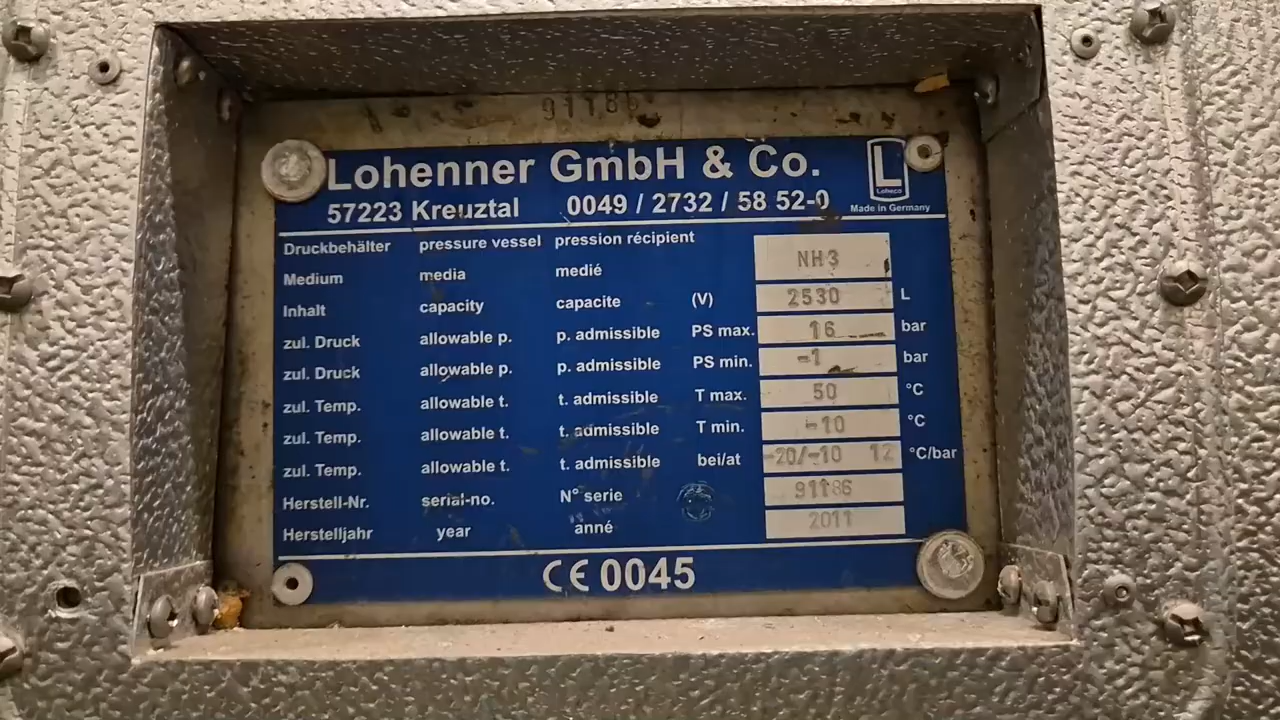 91186
Lohenner GmbH & Co.
L
Loheco
57223 Kreuztal 0049 / 2732 / 58 52-0
Made in Germany
Druckbehälter pressure vessel pression récipient
Medium media medié NH3
Inhalt capacity capacite (V) 2530 L
zul. Druck allowable p. p. admissible PS max. 16 bar
zul. Druck allowable p. p. admissible PS min. -1 bar
zul. Temp. allowable t. t. admissible T max. 50 °C
zul. Temp. allowable t. t. admissible T min. -10 °C
zul. Temp. allowable t. t. admissible bei/at -20/-10 12 °C/bar
Herstell-Nr. serial-no. N° serie 91186
Herstelljahr year anné 2011
CE 0045